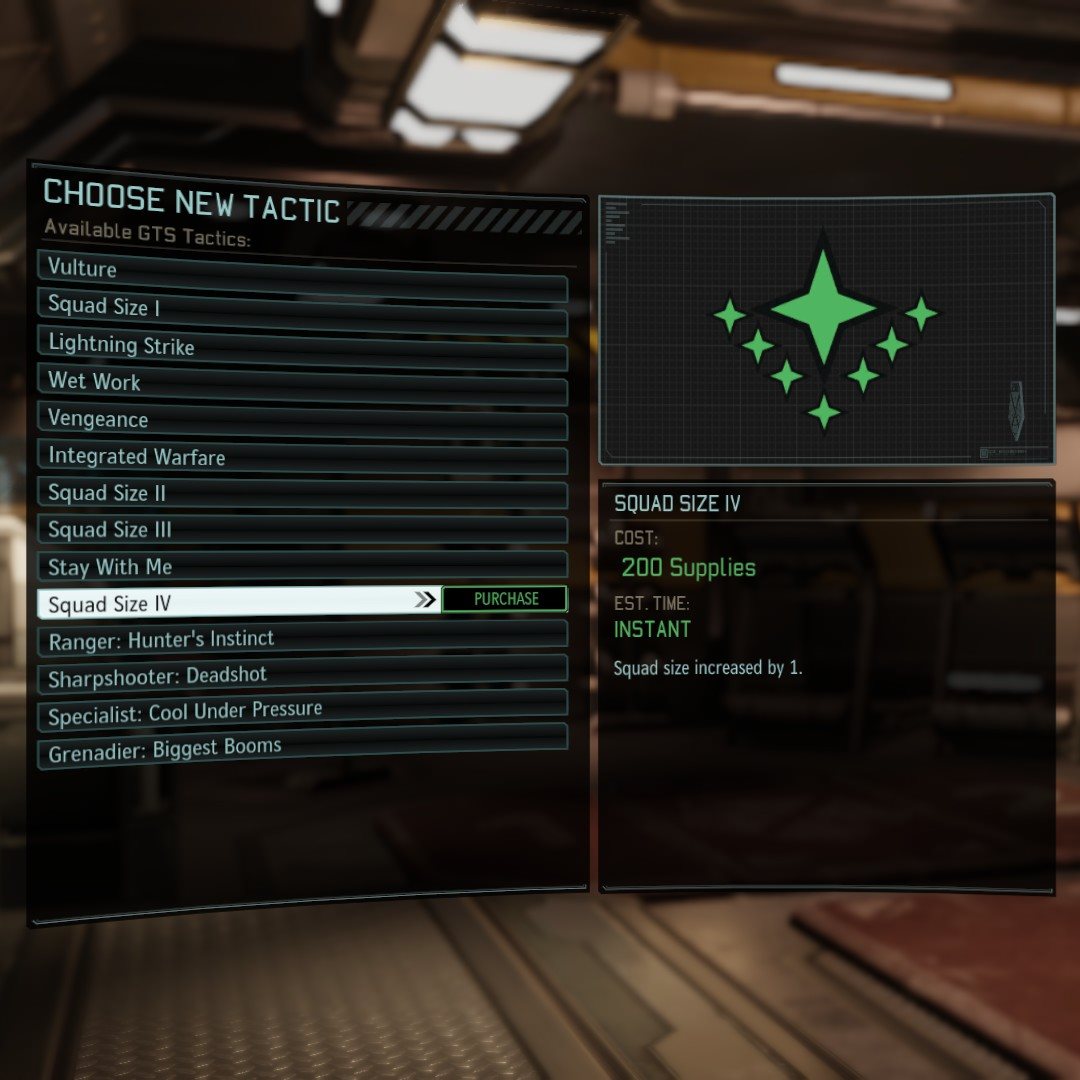 CHOOSE NEW TACTIC
Available GTS Tactics:
Vulture
Squad Size I
Lightning Strike
Wet Work
Vengeance
Integrated Warfare
Squad Size II
Squad Size III
Stay With Me
Squad Size IV
PURCHASE
Ranger: Hunter's Instinct
Sharpshooter: Deadshot
Specialist: Cool Under Pressure
Grenadier: Biggest Booms
SQUAD SIZE IV
COST:
200 Supplies
EST. TIME:
INSTANT
Squad size increased by 1.